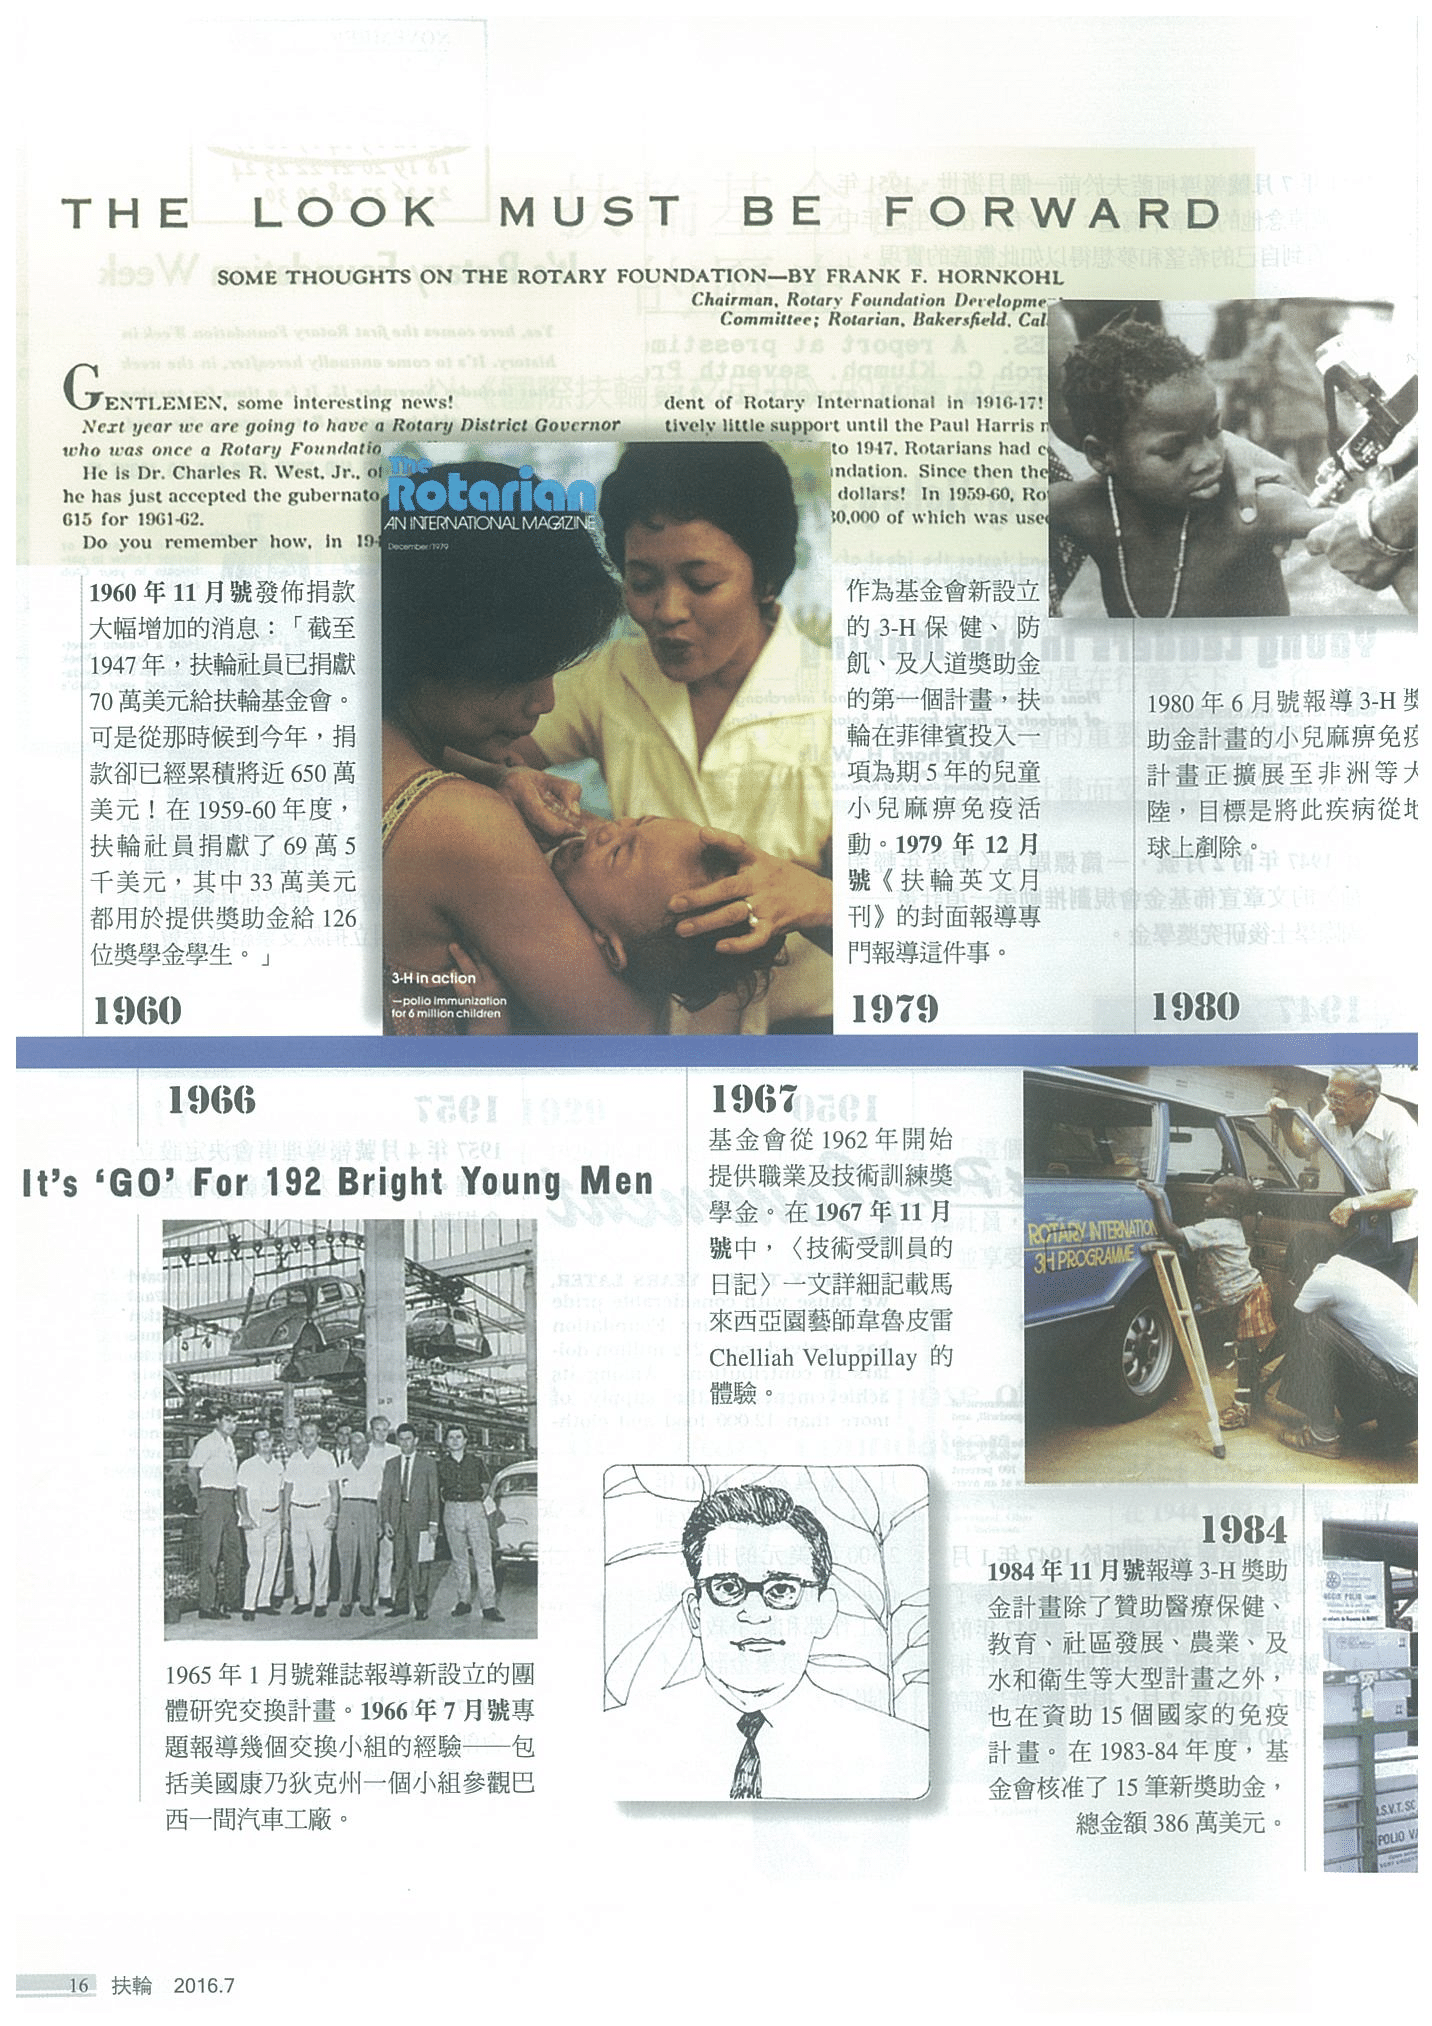 THE LOOK MUST BE FORWARD
SOME THOUGHTS ON THE ROTARY FOUNDATION—BY FRANK F. HORNKOHL
Chairman, Rotary Foundation Development
Committee; Rotarian, Bakersfield, Cal
GENTLEMEN, some interesting news!
Next year we are going to have a Rotary District Governor
who was once a Rotary Foundatio
He is Dr. Charles R. West, Jr., of
he has just accepted the gubernato
615 for 1961-62.
Do you remember how, in 194
dent of Rotary International in 1916-17!
tively little support until the Paul Harris
to 1947, Rotarians had
ndation. Since then the
dollars! In 1959-60, Ro
30,000 of which was used
The
Rotarian
AN INTERNATIONAL MAGAZINE
December/1979
3-H in action
—polio immunization
for 6 million children
1960 年 11 月號發佈捐款
大幅增加的消息：「截至
1947 年，扶輪社員已捐獻
70 萬美元給扶輪基金會。
可是從那時候到今年，捐
款卻已經累積將近 650 萬
美元！在 1959-60 年度，
扶輪社員捐獻了 69 萬 5
千美元，其中 33 萬美元
都用於提供獎助金給 126
位獎學金學生。」
1960
作為基金會新設立
的 3-H 保健、防
飢、及人道獎助金
的第一個計畫，扶
輪在菲律賓投入一
項為期 5 年的兒童
小兒麻痹免疫活
動。1979 年 12 月
號《扶輪英文月
刊》的封面報導專
門報導這件事。
1979
1980 年 6 月號報導 3-H 獎
助金計畫的小兒麻痹免疫
計畫正擴展至非洲等大
陸，目標是將此疾病從地
球上剷除。
1980
1966
It's 'GO' For 192 Bright Young Men
1965 年 1 月號雜誌報導新設立的團
體研究交換計畫。1966 年 7 月號專
題報導幾個交換小組的經驗——包
括美國康乃狄克州一個小組參觀巴
西一間汽車工廠。
1967
基金會從 1962 年開始
提供職業及技術訓練獎
學金。在 1967 年 11 月
號中，〈技術受訓員的
日記〉一文詳細記載馬
來西亞園藝師韋魯皮雷
Chelliah Veluppillay 的
體驗。
ROTARY INTERNATION
3H PROGRAMME
1984
1984 年 11 月號報導 3-H 獎助
金計畫除了贊助醫療保健、
教育、社區發展、農業、及
水和衛生等大型計畫之外，
也在資助 15 個國家的免疫
計畫。在 1983-84 年度，基
金會核准了 15 筆新獎助金，
總金額 386 萬美元。
POLIO VA
16 扶輪 2016.7